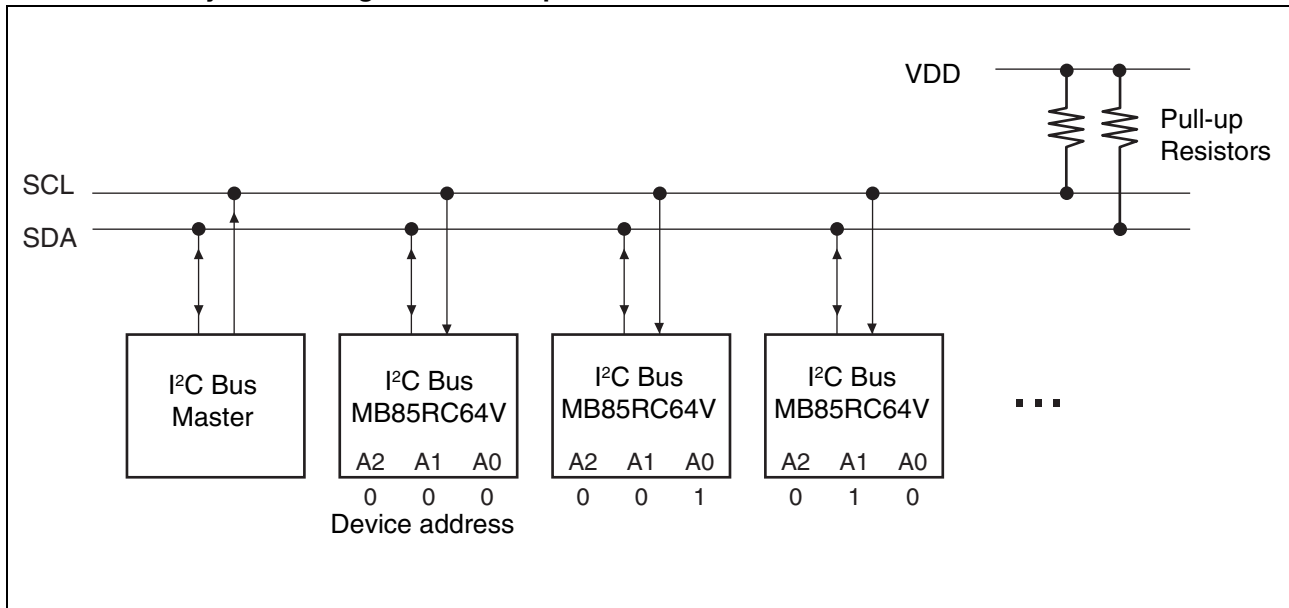 VDD
Pull-up
Resistors
SCL
SDA
I²C Bus
Master
I²C Bus
MB85RC64V
A2 A1 A0
0 0 0
Device address
I²C Bus
MB85RC64V
A2 A1 A0
0 0 1
I²C Bus
MB85RC64V
A2 A1 A0
0 1 0
...